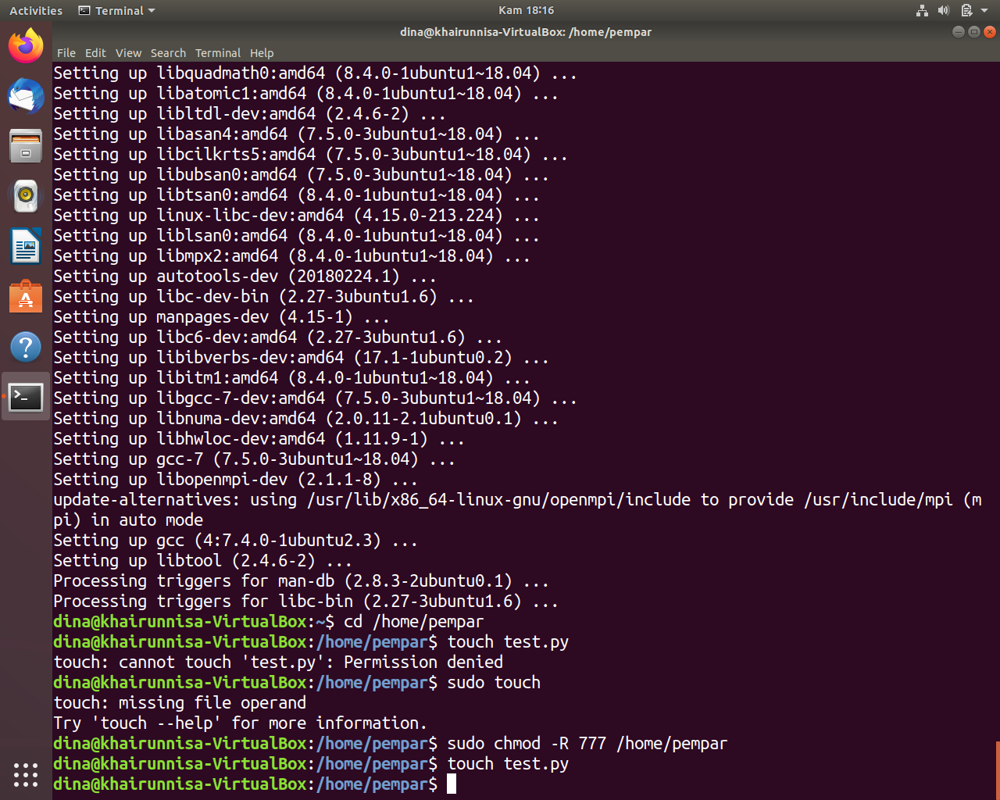 Activities Terminal Kam 18:16
dina@khairunnisa-VirtualBox: /home/pempar
File Edit View Search Terminal Help
Setting up libquadmath0:amd64 (8.4.0-1ubuntu1~18.04) ...
Setting up libatomic1:amd64 (8.4.0-1ubuntu1~18.04) ...
Setting up libltdl-dev:amd64 (2.4.6-2) ...
Setting up libasan4:amd64 (7.5.0-3ubuntu1~18.04) ...
Setting up libcilkrts5:amd64 (7.5.0-3ubuntu1~18.04) ...
Setting up libubsan0:amd64 (7.5.0-3ubuntu1~18.04) ...
Setting up libtsan0:amd64 (8.4.0-1ubuntu1~18.04) ...
Setting up linux-libc-dev:amd64 (4.15.0-213.224) ...
Setting up liblsan0:amd64 (8.4.0-1ubuntu1~18.04) ...
Setting up libmpx2:amd64 (8.4.0-1ubuntu1~18.04) ...
Setting up autotools-dev (20180224.1) ...
Setting up libc-dev-bin (2.27-3ubuntu1.6) ...
Setting up manpages-dev (4.15-1) ...
Setting up libc6-dev:amd64 (2.27-3ubuntu1.6) ...
Setting up libibverbs-dev:amd64 (17.1-1ubuntu0.2) ...
Setting up libitm1:amd64 (8.4.0-1ubuntu1~18.04) ...
Setting up libgcc-7-dev:amd64 (7.5.0-3ubuntu1~18.04) ...
Setting up libnuma-dev:amd64 (2.0.11-2.1ubuntu0.1) ...
Setting up libhwloc-dev:amd64 (1.11.9-1) ...
Setting up gcc-7 (7.5.0-3ubuntu1~18.04) ...
Setting up libopenmpi-dev (2.1.1-8) ...
update-alternatives: using /usr/lib/x86_64-linux-gnu/openmpi/include to provide /usr/include/mpi (m
pi) in auto mode
Setting up gcc (4:7.4.0-1ubuntu2.3) ...
Setting up libtool (2.4.6-2) ...
Processing triggers for man-db (2.8.3-2ubuntu0.1) ...
Processing triggers for libc-bin (2.27-3ubuntu1.6) ...
dina@khairunnisa-VirtualBox:~$ cd /home/pempar
dina@khairunnisa-VirtualBox:/home/pempar$ touch test.py
touch: cannot touch 'test.py': Permission denied
dina@khairunnisa-VirtualBox:/home/pempar$ sudo touch
touch: missing file operand
Try 'touch --help' for more information.
dina@khairunnisa-VirtualBox:/home/pempar$ sudo chmod -R 777 /home/pempar
dina@khairunnisa-VirtualBox:/home/pempar$ touch test.py
dina@khairunnisa-VirtualBox:/home/pempar$